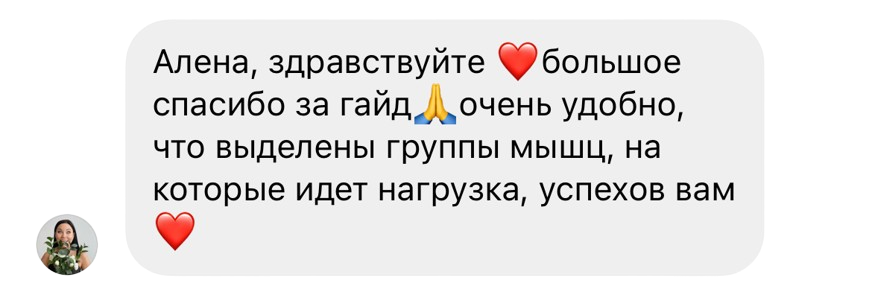 Алена, здравствуйте ❤️большое
спасибо за гайд🙏очень удобно,
что выделены группы мышц, на
которые идет нагрузка, успехов вам
❤️